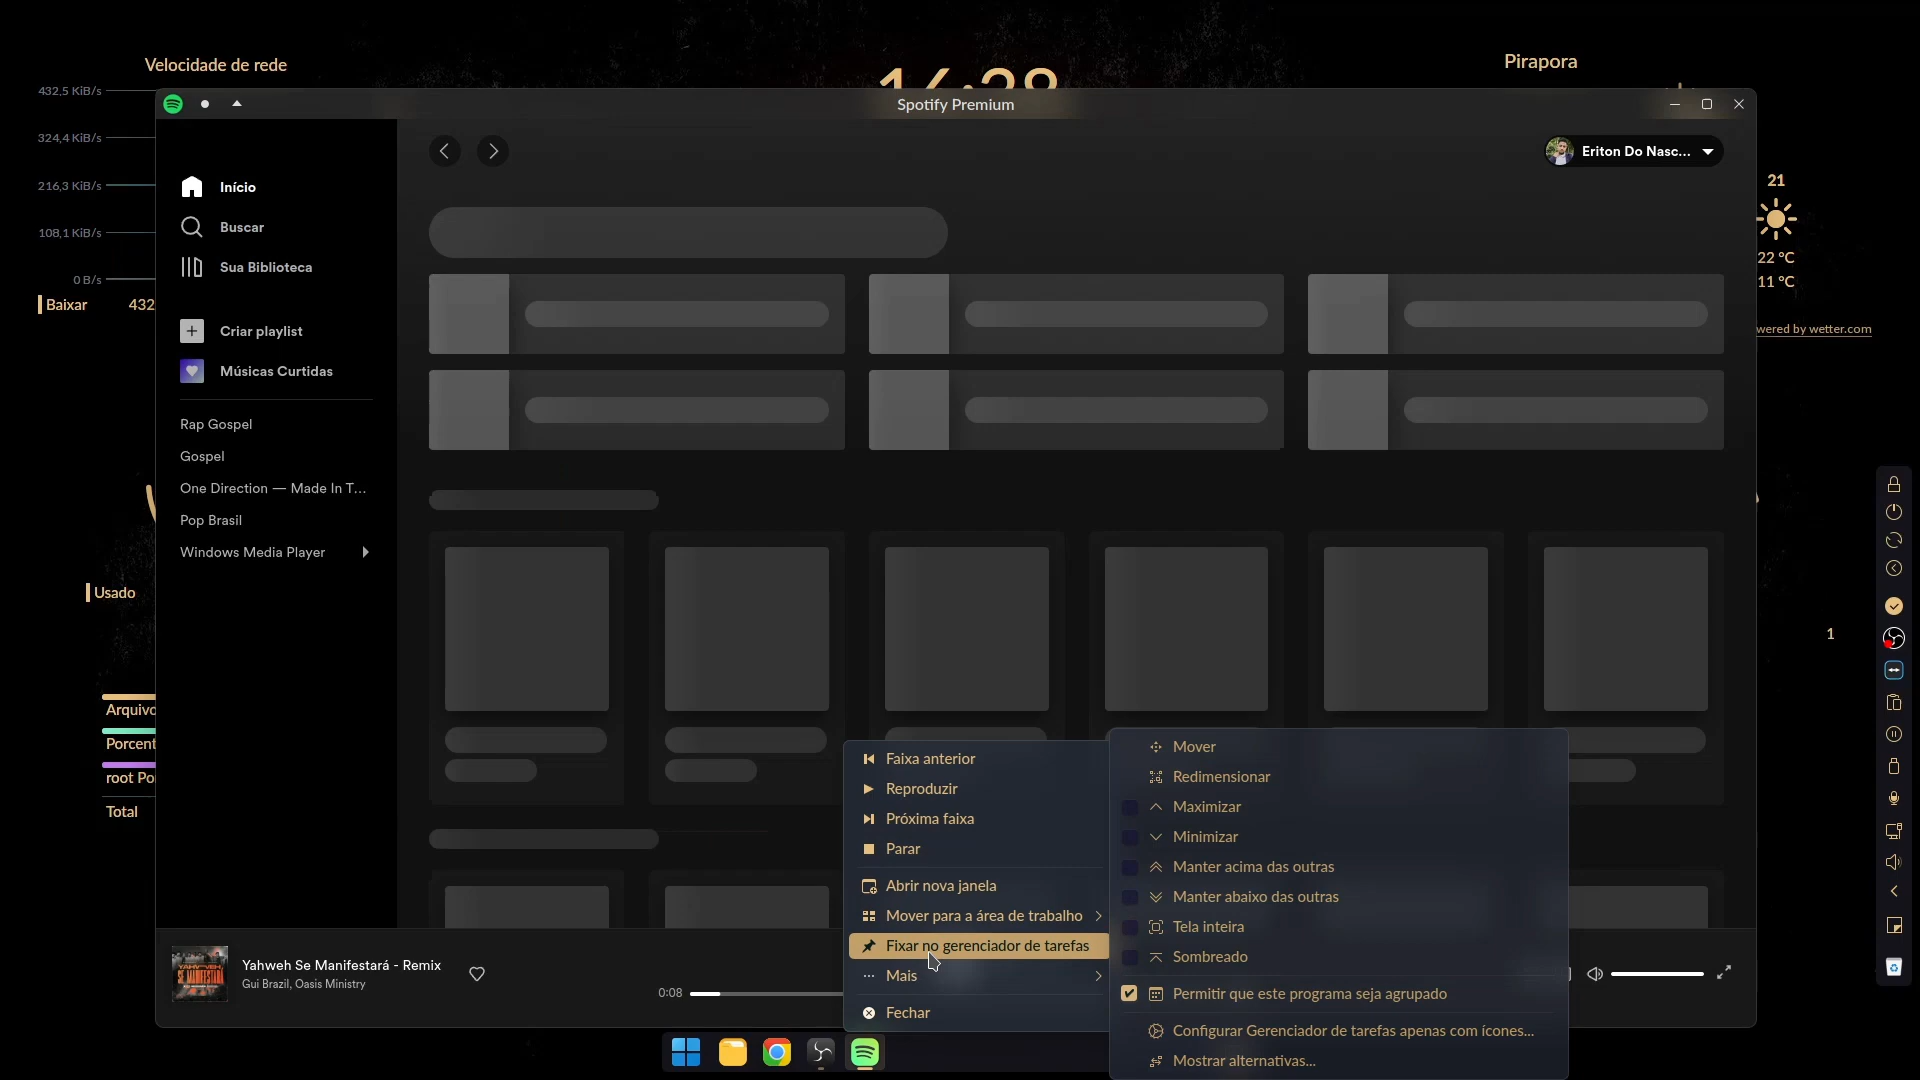 Velocidade de rede
Pirapora
432,5 KiB/s
324,4 KiB/s
216,3 KiB/s
108,1 KiB/s
0 B/s
Baixar 432
Spotify Premium
Eriton Do Nasc...
Início
Buscar
Sua Biblioteca
Criar playlist
Músicas Curtidas
Rap Gospel
Gospel
One Direction — Made In T...
Pop Brasil
Windows Media Player
21
22 °C
11 °C
wered by wetter.com
Usado
1
Arquivo
Porcent
root Po
Total
Faixa anterior
Reproduzir
Próxima faixa
Parar
Abrir nova janela
Mover para a área de trabalho
Fixar no gerenciador de tarefas
Mais
Fechar
Mover
Redimensionar
Maximizar
Minimizar
Manter acima das outras
Manter abaixo das outras
Tela inteira
Sombreado
Permitir que este programa seja agrupado
Configurar Gerenciador de tarefas apenas com ícones...
Mostrar alternativas...
Yahweh Se Manifestará - Remix
Gui Brazil, Oasis Ministry
0:08